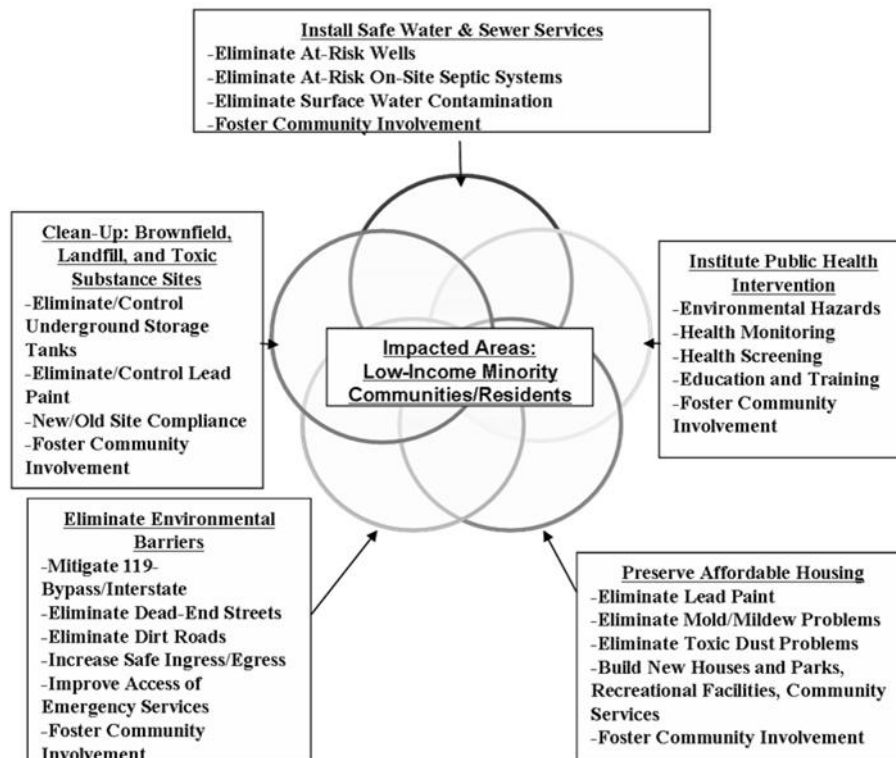 Install Safe Water & Sewer Services
-Eliminate At-Risk Wells
-Eliminate At-Risk On-Site Septic Systems
-Eliminate Surface Water Contamination
-Foster Community Involvement
Clean-Up: Brownfield,
Landfill, and Toxic
Substance Sites
-Eliminate/Control
Underground Storage
Tanks
-Eliminate/Control Lead
Paint
-New/Old Site Compliance
-Foster Community
Involvement
Impacted Areas:
Low-Income Minority
Communities/Residents
Institute Public Health
Intervention
-Environmental Hazards
-Health Monitoring
-Health Screening
-Education and Training
-Foster Community
Involvement
Eliminate Environmental
Barriers
-Mitigate 119-
Bypass/Interstate
-Eliminate Dead-End Streets
-Eliminate Dirt Roads
-Increase Safe Ingress/Egress
-Improve Access of
Emergency Services
-Foster Community
Involvement
Preserve Affordable Housing
-Eliminate Lead Paint
-Eliminate Mold/Mildew Problems
-Eliminate Toxic Dust Problems
-Build New Houses and Parks,
Recreational Facilities, Community
Services
-Foster Community Involvement